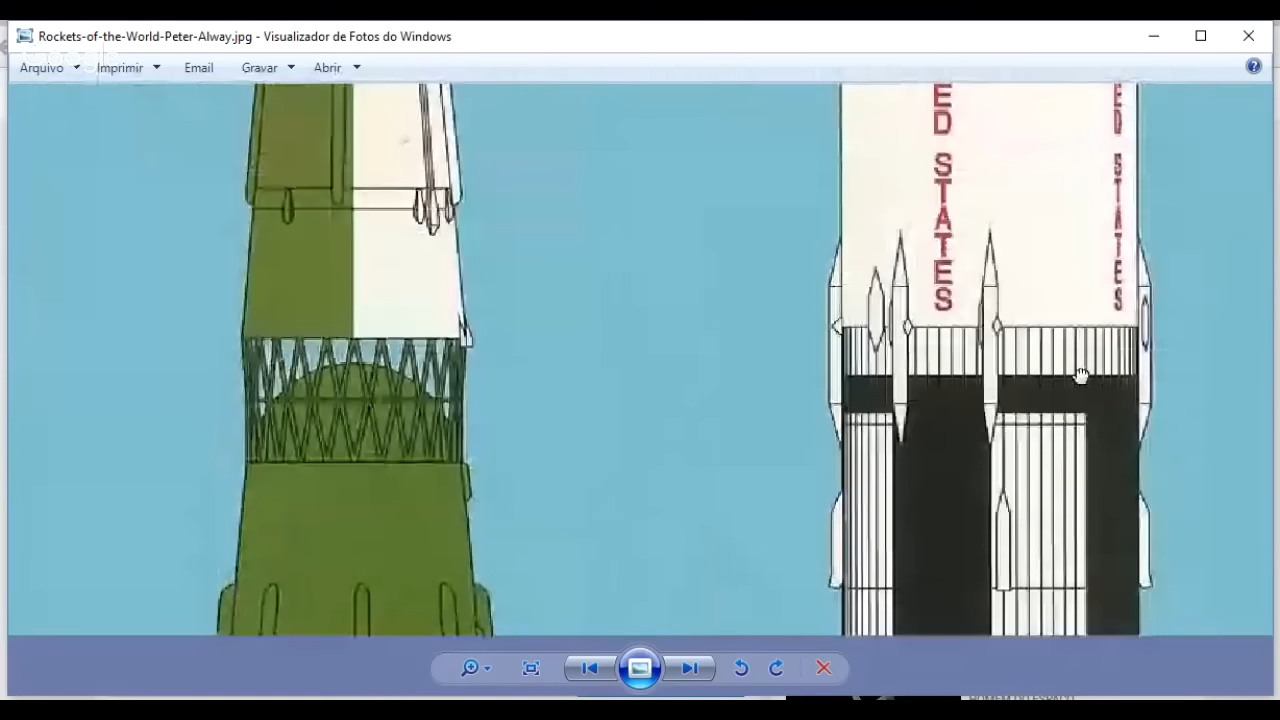 Rockets-of-the-World-Peter-Alway.jpg - Visualizador de Fotos do Windows
Arquivo Imprimir Email Gravar Abrir
ED STATES
ED STATES